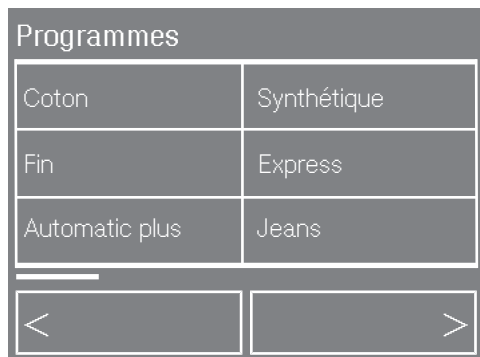 Programmes
Coton Synthétique
Fin Express
Automatic plus Jeans
< >